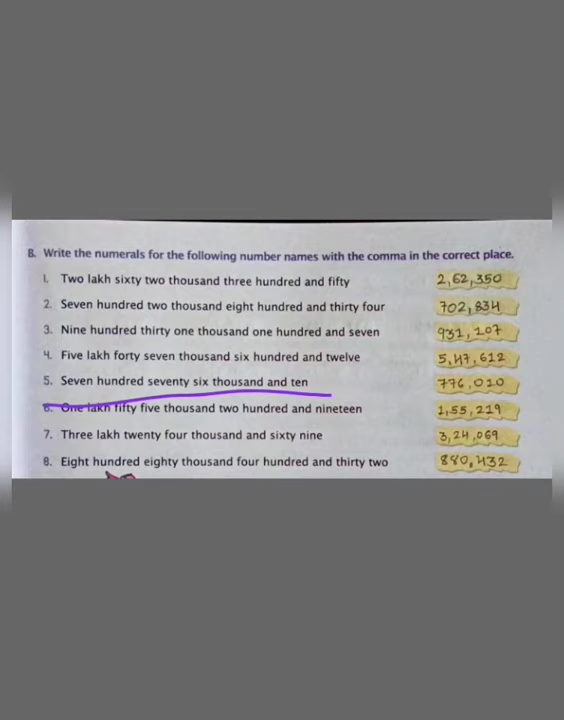 B. Write the numerals for the following number names with the comma in the correct place.
1. Two lakh sixty two thousand three hundred and fifty 2,62,350
2. Seven hundred two thousand eight hundred and thirty four 702,834
3. Nine hundred thirty one thousand one hundred and seven 931,107
4. Five lakh forty seven thousand six hundred and twelve 5,47,612
5. Seven hundred seventy six thousand and ten 776,010
6. One lakh fifty five thousand two hundred and nineteen 1,55,219
7. Three lakh twenty four thousand and sixty nine 3,24,069
8. Eight hundred eighty thousand four hundred and thirty two 880,432